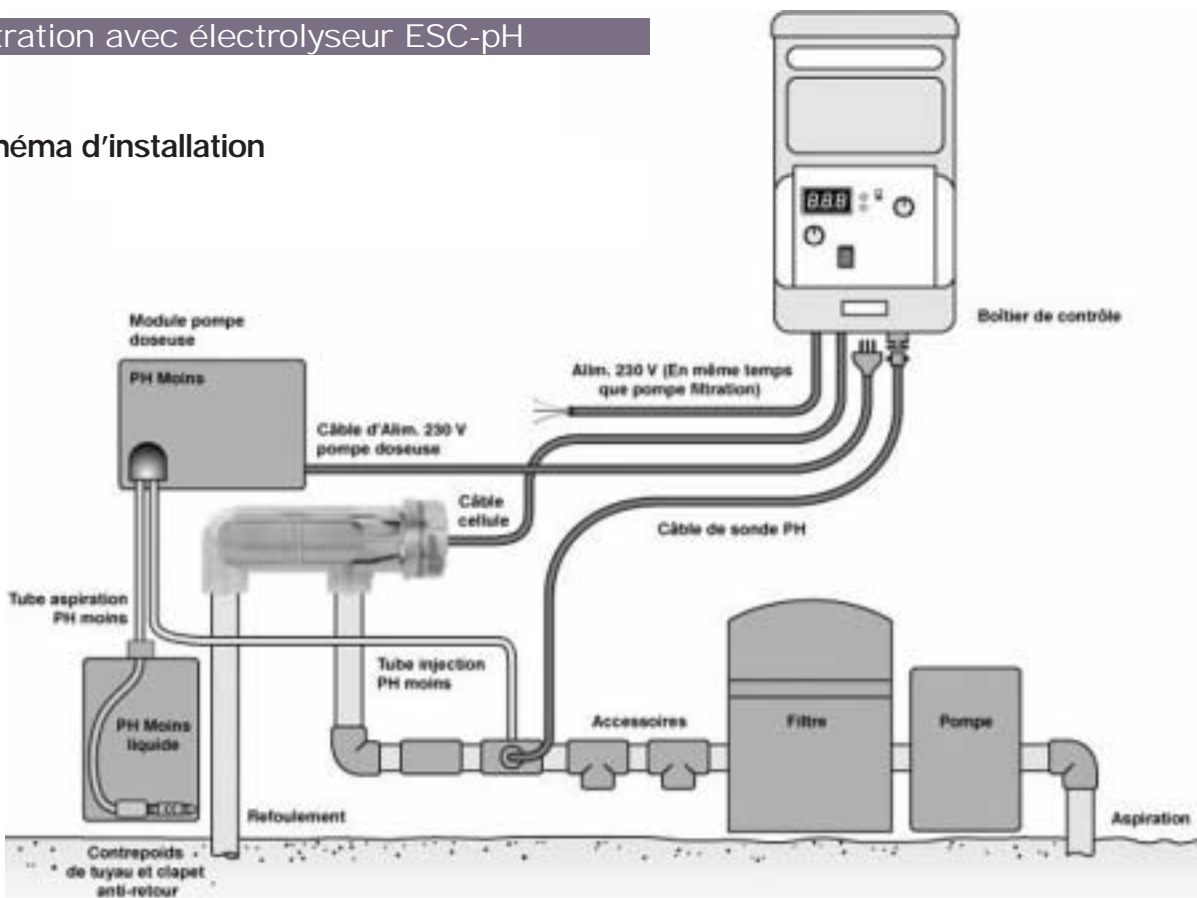 tration avec électrolyseur ESC-pH
héma d'installation
8.8.8
Boîtier de contrôle
Module pompe
doseuse
PH Moins
Alim. 230 V (En même temps
que pompe filtration)
Câble d'Alim. 230 V
pompe doseuse
Câble
cellule
Câble de sonde PH
Tube aspiration
PH moins
Tube injection
PH moins
PH Moins
liquide
Accessoires
Filtre
Pompe
Refoulement
Aspiration
Contrepoids
de tuyau et clapet
anti-retour